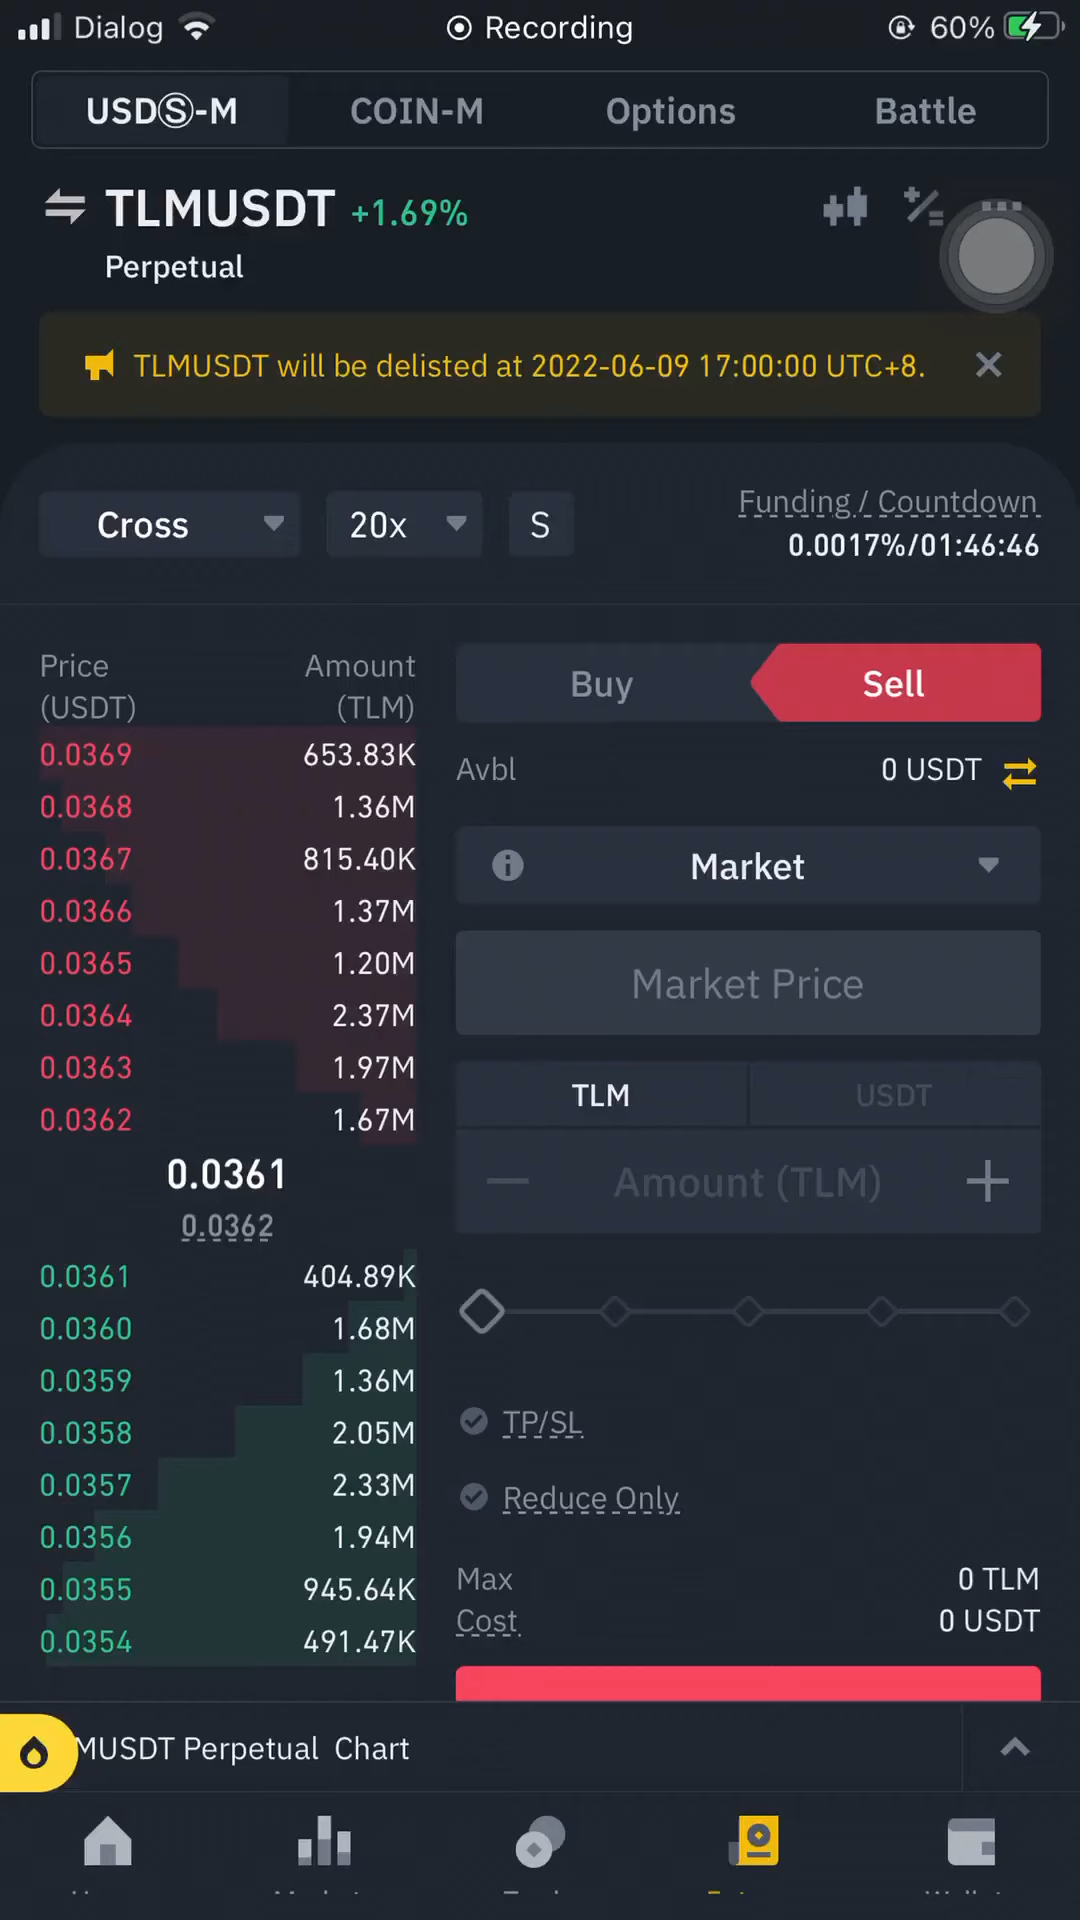 Dialog Recording 60%
USDⓈ-M COIN-M Options Battle
TLMUSDT +1.69%
Perpetual
TLMUSDT will be delisted at 2022-06-09 17:00:00 UTC+8.
Cross 20x S Funding / Countdown
0.0017%/01:46:46
Price Amount
(USDT) (TLM)
0.0369 653.83K
0.0368 1.36M
0.0367 815.40K
0.0366 1.37M
0.0365 1.20M
0.0364 2.37M
0.0363 1.97M
0.0362 1.67M
0.0361
0.0362
0.0361 404.89K
0.0360 1.68M
0.0359 1.36M
0.0358 2.05M
0.0357 2.33M
0.0356 1.94M
0.0355 945.64K
0.0354 491.47K
Buy Sell
Avbl 0 USDT
Market
Market Price
TLM USDT
Amount (TLM)
TP/SL
Reduce Only
Max 0 TLM
Cost 0 USDT
MUSDT Perpetual Chart